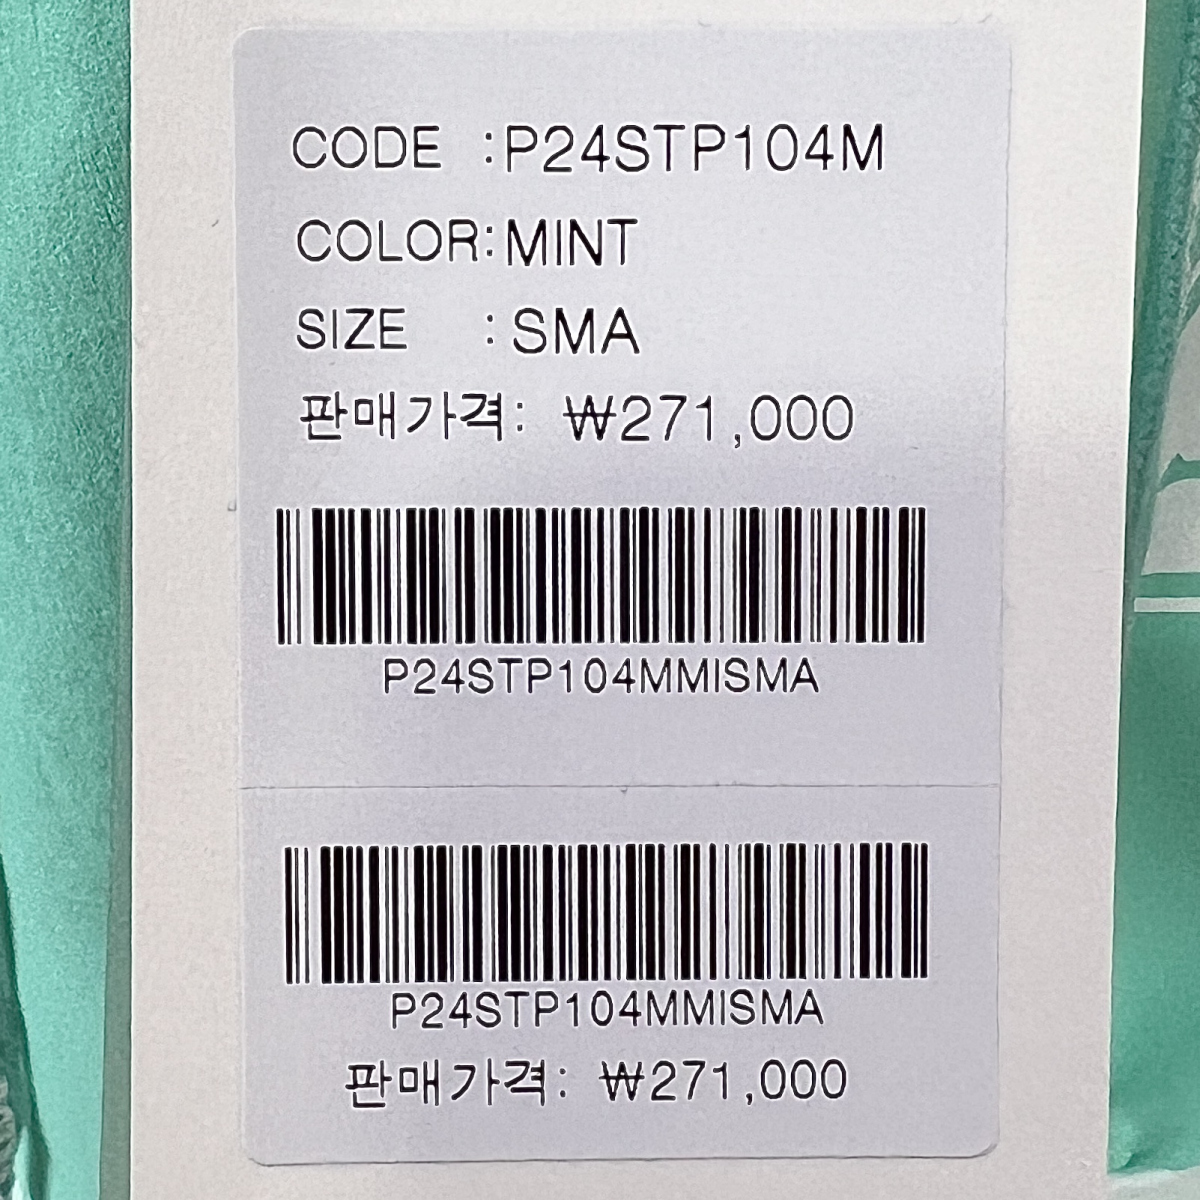 CODE :P24STP104M
COLOR:MINT
SIZE : SMA
판매가격: ₩271,000
P24STP104MMISMA
P24STP104MMISMA
판매가격: ₩271,000